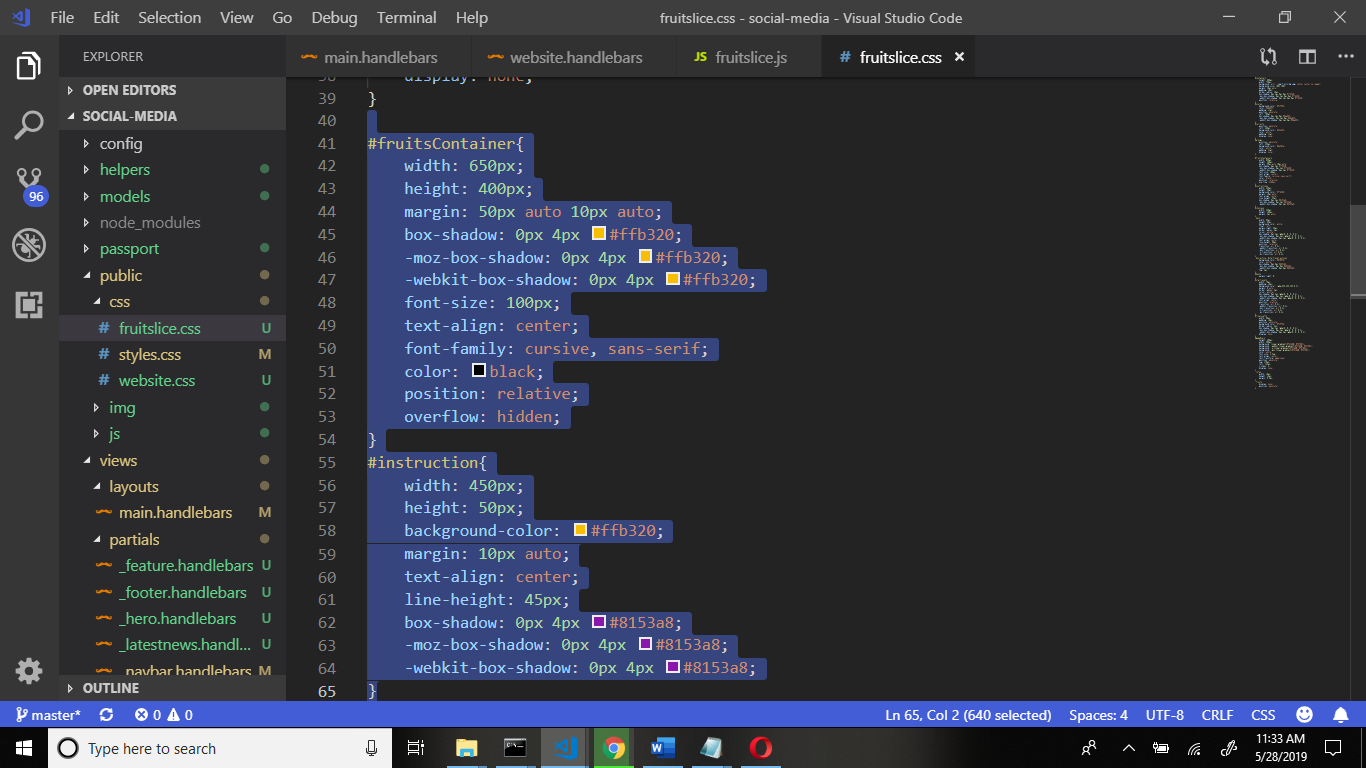 File Edit Selection View Go Debug Terminal Help
fruitslice.css - social-media - Visual Studio Code
EXPLORER
OPEN EDITORS
SOCIAL-MEDIA
config
helpers
models
node_modules
passport
public
css
# fruitslice.css U
# styles.css M
# website.css U
img
js
views
layouts
main.handlebars M
partials
_feature.handlebars U
_footer.handlebars U
_hero.handlebars U
_latestnews.handl... U
_navbar.handlebars M
OUTLINE
96
main.handlebars
website.handlebars
JS fruitslice.js
# fruitslice.css
38 display: none;
39 }
40
41 #fruitsContainer{
42 width: 650px;
43 height: 400px;
44 margin: 50px auto 10px auto;
45 box-shadow: 0px 4px #ffb320;
46 -moz-box-shadow: 0px 4px #ffb320;
47 -webkit-box-shadow: 0px 4px #ffb320;
48 font-size: 100px;
49 text-align: center;
50 font-family: cursive, sans-serif;
51 color: black;
52 position: relative;
53 overflow: hidden;
54 }
55 #instruction{
56 width: 450px;
57 height: 50px;
58 background-color: #ffb320;
59 margin: 10px auto;
60 text-align: center;
61 line-height: 45px;
62 box-shadow: 0px 4px #8153a8;
63 -moz-box-shadow: 0px 4px #8153a8;
64 -webkit-box-shadow: 0px 4px #8153a8;
65 }
master* 0 0
Ln 65, Col 2 (640 selected) Spaces: 4 UTF-8 CRLF CSS
Type here to search
11:33 AM
5/28/2019